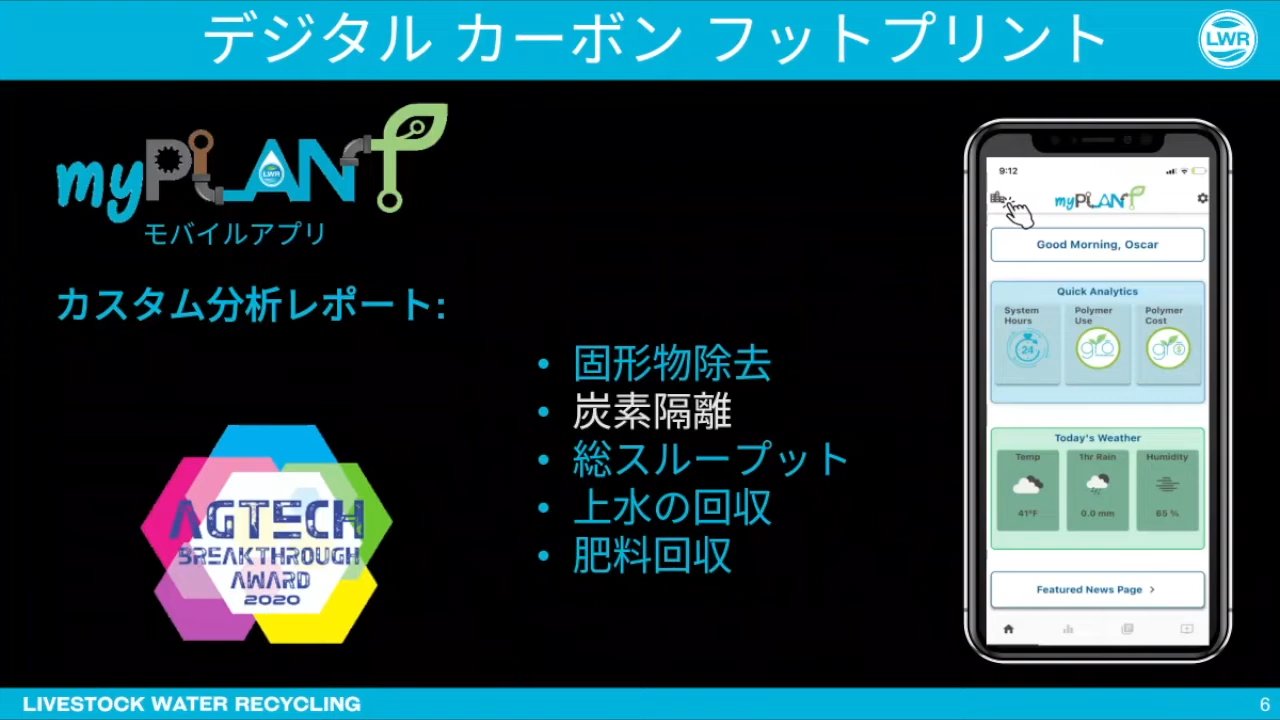 デジタル カーボン フットプリント
LWR
myPLANT
LWR
モバイルアプリ
カスタム分析レポート:
• 固形物除去
• 炭素隔離
• 総スループット
• 上水の回収
• 肥料回収
AGTECH
BREAKTHROUGH
AWARD
2020
9:12
myPLANT
Good Morning, Oscar
Quick Analytics
System Hours
Polymer Use
Polymer Cost
24
Today's Weather
Temp
1hr Rain
Humidity
41°F
0.0 mm
65 %
Featured News Page >
LIVESTOCK WATER RECYCLING
6